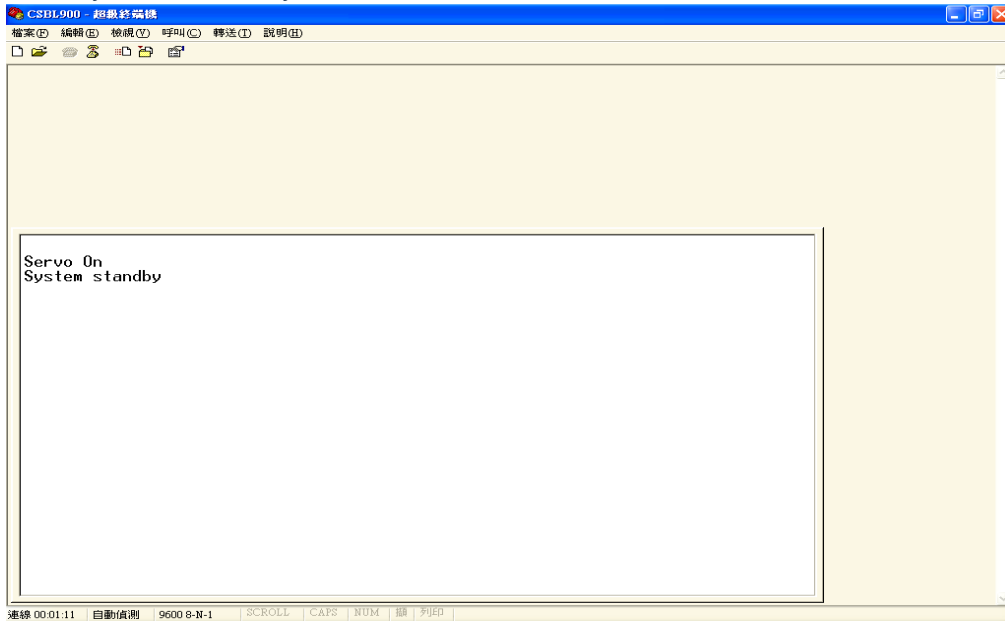 CSBL900 - 超級終端機
檔案(F) 編輯(E) 檢視(V) 呼叫(C) 轉送(T) 說明(H)
Servo On
System standby
連線 00:01:11 自動偵測 9600 8-N-1 SCROLL CAPS NUM 擷 列印